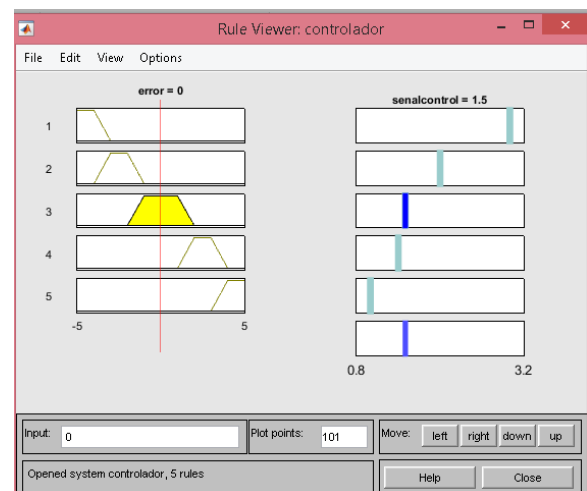 Rule Viewer: controlador
File Edit View Options
error = 0
senalcontrol = 1.5
1
2
3
4
5
-5 5
0.8 3.2
Input: 0 Plot points: 101 Move: left right down up
Opened system controlador, 5 rules
Help Close